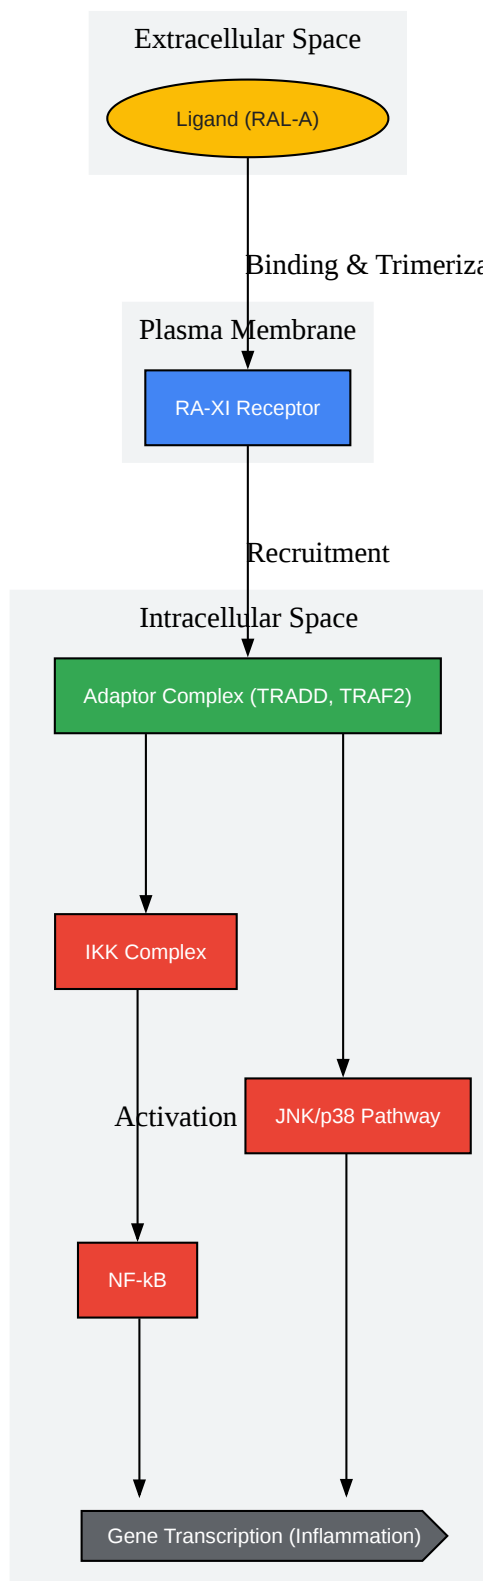 Extracellular Space
Ligand (RAL-A)
Binding & Trimeriza
Plasma Membrane
RA-XI Receptor
Recruitment
Intracellular Space
Adaptor Complex (TRADD, TRAF2)
IKK Complex
Activation
JNK/p38 Pathway
NF-kB
Gene Transcription (Inflammation)